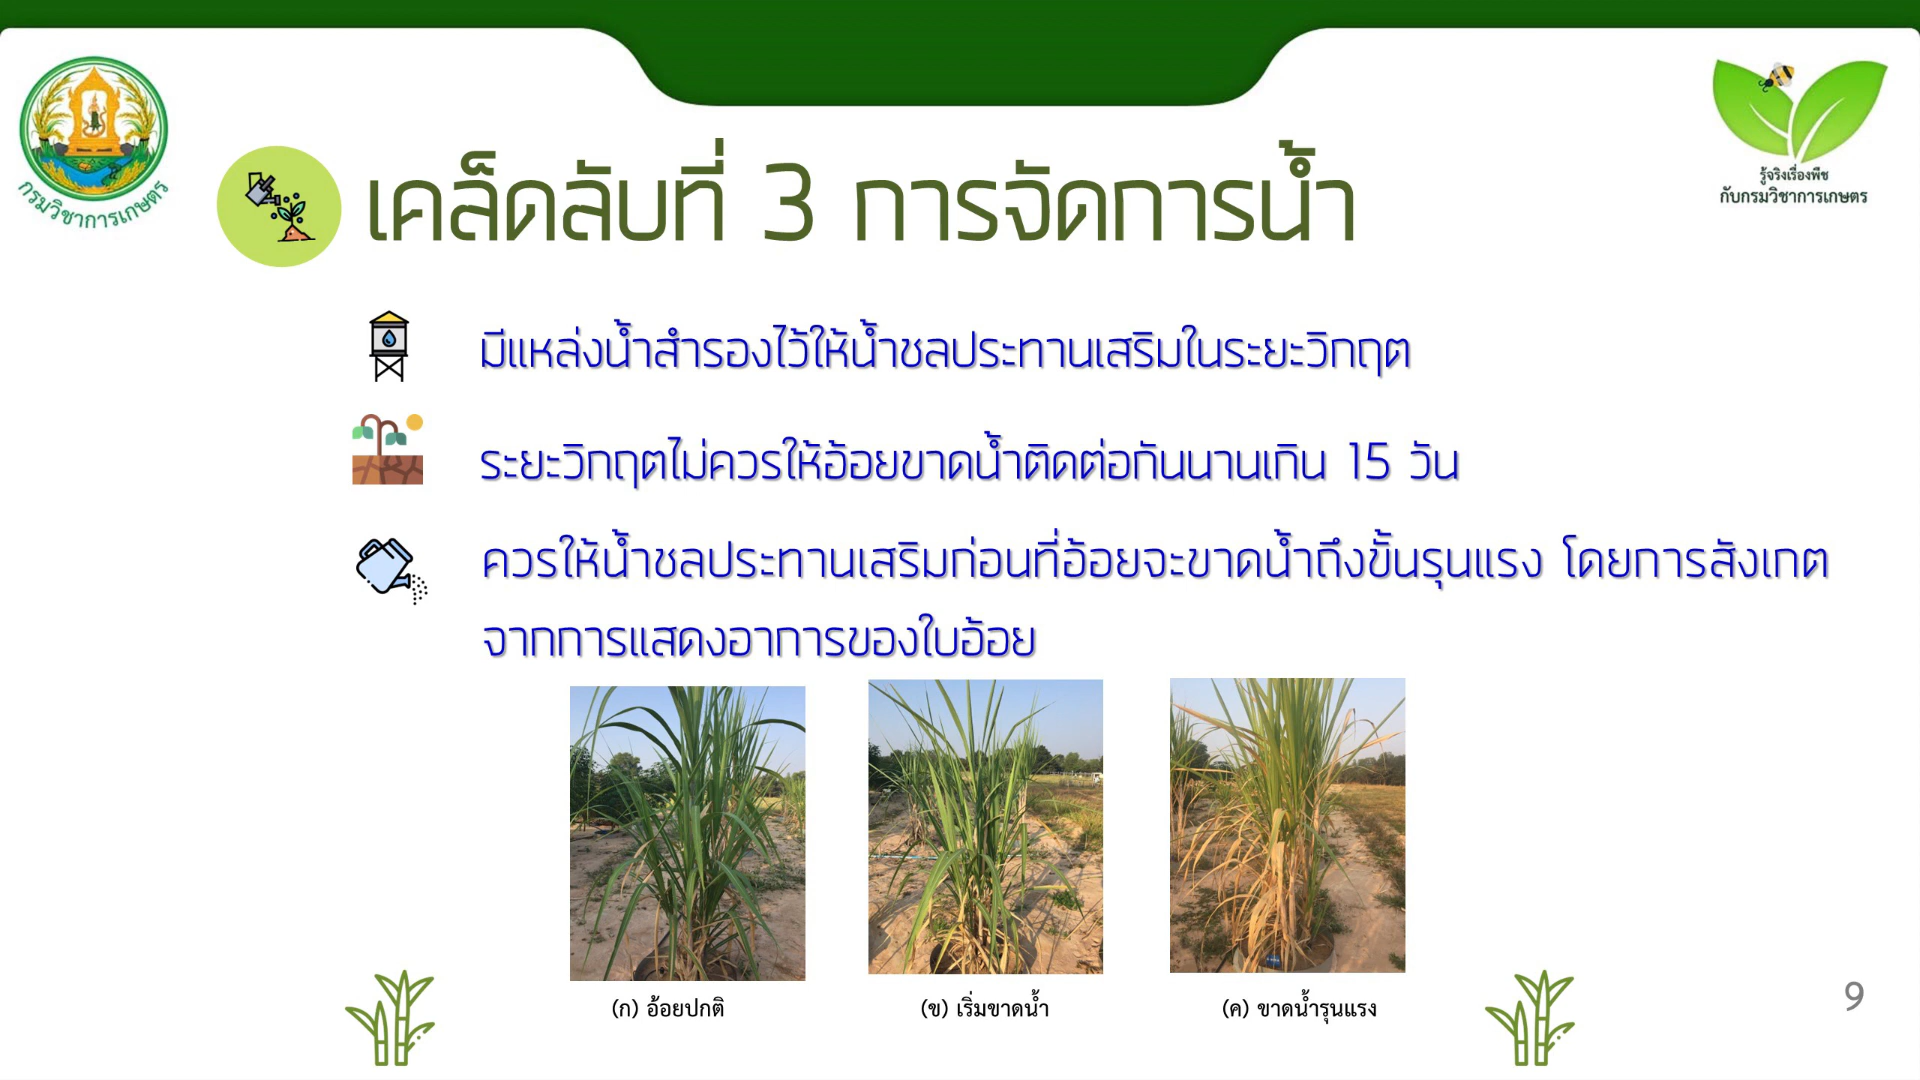 กรมวิชาการเกษตร
รู้จริงเรื่องพืช
กับกรมวิชาการเกษตร
เคล็ดลับที่ 3 การจัดการน้ำ
มีแหล่งน้ำสำรองไว้ให้น้ำชลประทานเสริมในระยะวิกฤต
ระยะวิกฤตไม่ควรให้อ้อยขาดน้ำติดต่อกันนานเกิน 15 วัน
ควรให้น้ำชลประทานเสริมก่อนที่อ้อยจะขาดน้ำถึงขั้นรุนแรง โดยการสังเกต
จากการแสดงอาการของใบอ้อย
(ก) อ้อยปกติ
(ข) เริ่มขาดน้ำ
(ค) ขาดน้ำรุนแรง
9